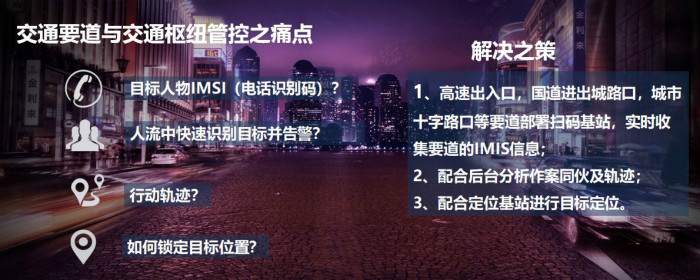 交通要道与交通枢纽管控之痛点
目标人物IMSI（电话识别码）？
人流中快速识别目标并告警？
行动轨迹？
如何锁定目标位置？
解决之策
1、高速出入口，国道进出城路口，城市
十字路口等要道部署扫码基站，实时收
集要道的IMIS信息；
2、配合后台分析作案同伙及轨迹；
3、配合定位基站进行目标定位。
金利来
金利来